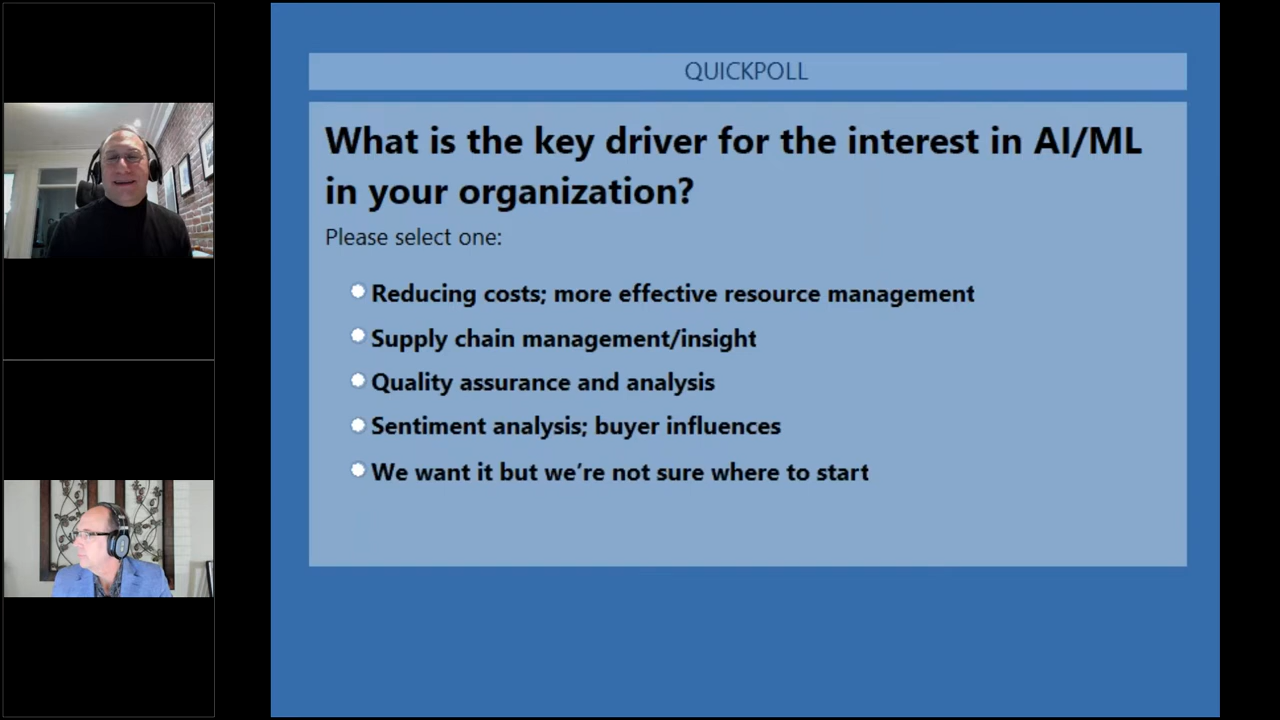 QUICKPOLL
What is the key driver for the interest in AI/ML
in your organization?
Please select one:
Reducing costs; more effective resource management
Supply chain management/insight
Quality assurance and analysis
Sentiment analysis; buyer influences
We want it but we’re not sure where to start